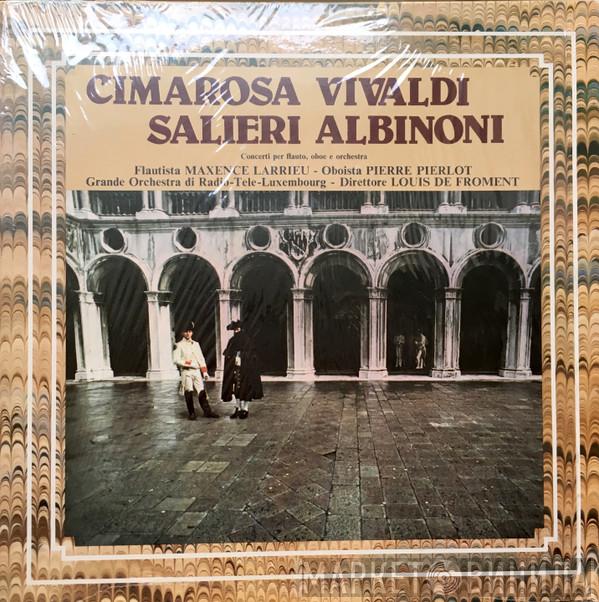 CIMAROSA VIVALDI
SALIERI ALBINONI
Concerti per flauto, oboe e orchestra
Flautista MAXENCE LARRIEU - Oboista PIERRE PIERLOT
Grande Orchestra di Radio-Tele-Luxembourg - Direttore LOUIS DE FROMENT